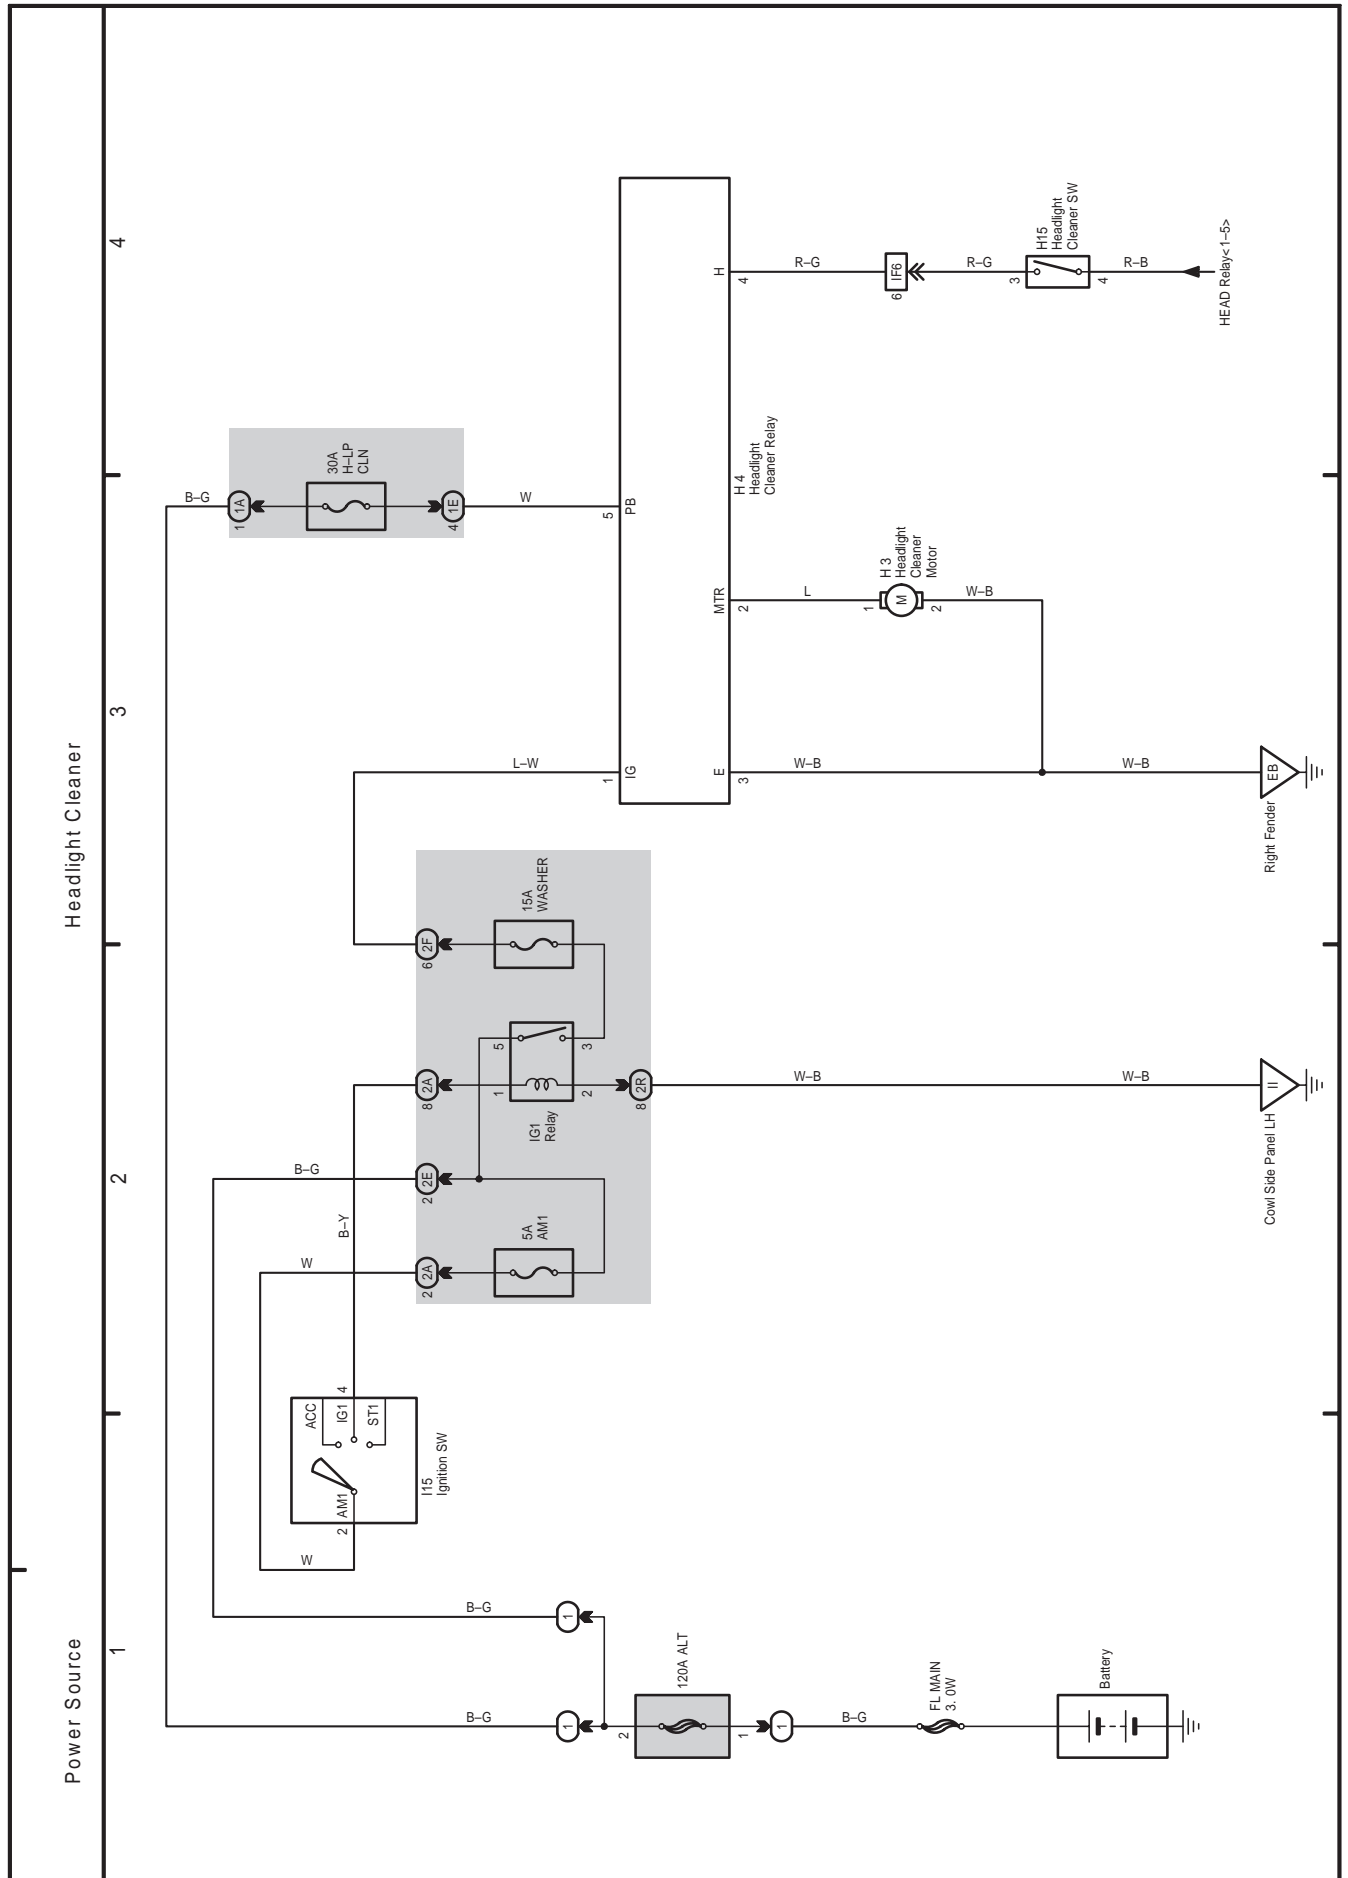 Power Source
Headlight Cleaner
1
2
3
4
B–G
B–G
1
1
2
120A ALT
1
1
B–G
FL MAIN
3. 0W
Battery
W
2
AM1
ACC
IG1
ST1
4
I15
Ignition SW
W
B–Y
B–G
2
2A
2
2E
8
2A
6
2F
5A
AM1
IG1
Relay
1
2
5
3
15A
WASHER
8
2R
W–B
W–B
II
Cowl Side Panel LH
L–W
B–G
1
1A
30A
H–LP
CLN
4
1E
W
1
IG
5
PB
E
3
MTR
2
H
4
H 4
Headlight
Cleaner Relay
W–B
W–B
EB
Right Fender
L
1
M
2
H 3
Headlight
Cleaner
Motor
W–B
R–G
6
IF6
R–G
3
4
H15
Headlight
Cleaner SW
R–B
HEAD Relay<1–5>